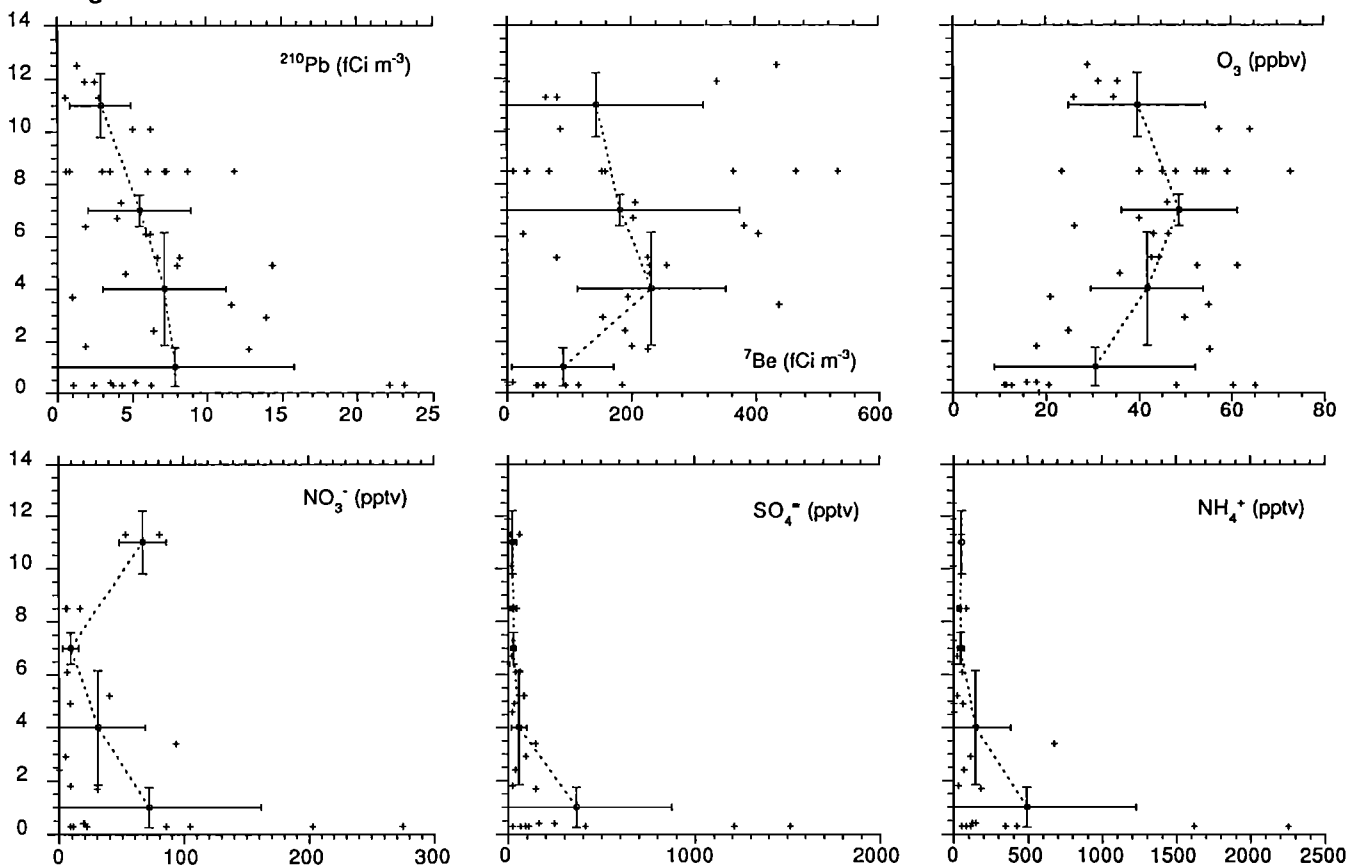 14
12
10
8
6
4
2
0
²¹⁰Pb (fCi m⁻³)
0 5 10 15 20 25
⁷Be (fCi m⁻³)
0 200 400 600
O₃ (ppbv)
0 20 40 60 80
14
12
10
8
6
4
2
0
NO₃⁻ (pptv)
0 100 200 300
SO₄⁼ (pptv)
0 1000 2000
NH₄⁺ (pptv)
0 500 1000 1500 2000 2500